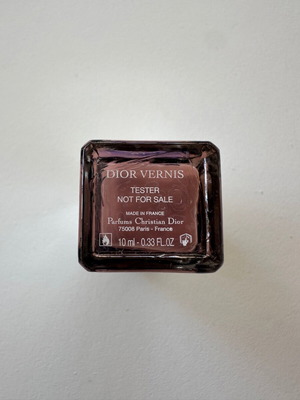 DIOR VERNIS
TESTER
NOT FOR SALE
MADE IN FRANCE
Parfums Christian Dior
75008 Paris - France
10 ml - 0.33 FL.OZ